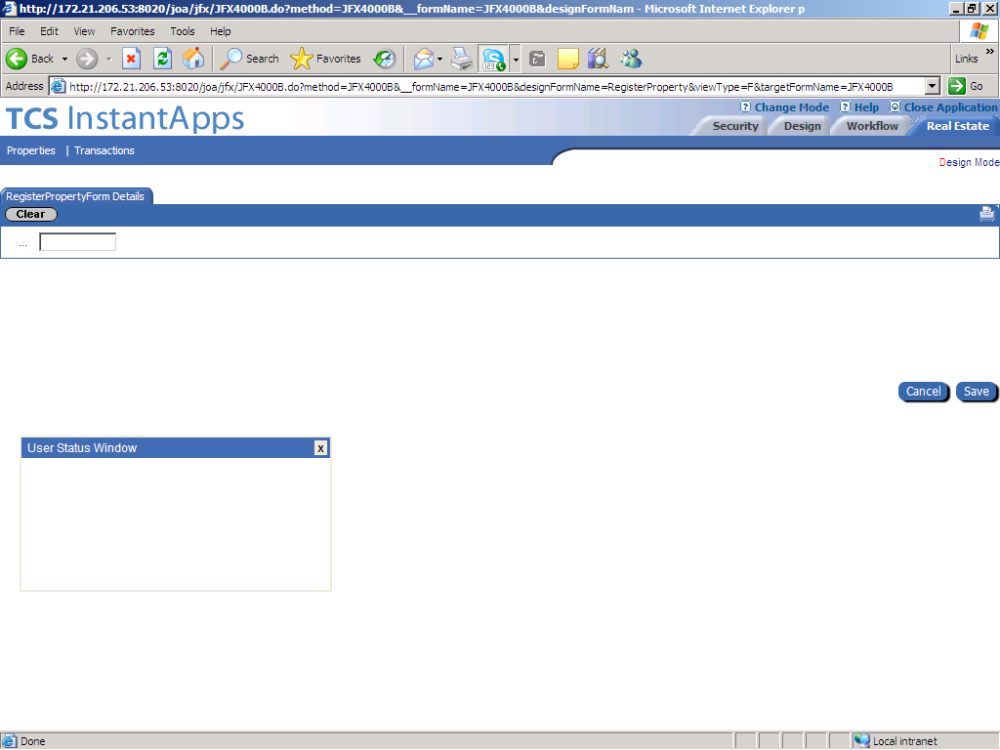 http://172.21.206.53:8020/joa/jfx/JFX4000B.do?method=JFX4000B&__formName=JFX4000B&designFormNam - Microsoft Internet Explorer p
File Edit View Favorites Tools Help
Back Search Favorites Links »
Address http://172.21.206.53:8020/joa/jfx/JFX4000B.do?method=JFX4000B&__formName=JFX4000B&designFormName=RegisterProperty&viewType=F&targetFormName=JFX4000B Go
TCS InstantApps
? Change Mode ? Help Close Application
Security Design Workflow Real Estate
Properties | Transactions
Design Mode
RegisterPropertyForm Details
Clear
...
Cancel Save
User Status Window x
Done Local intranet